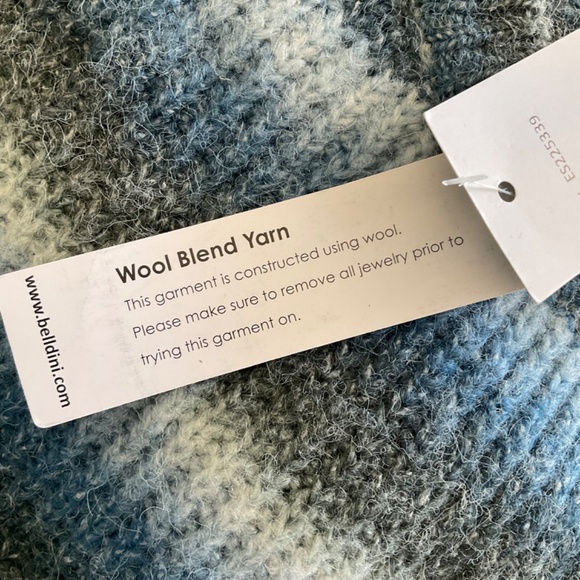 Wool Blend Yarn
This garment is constructed using wool.
Please make sure to remove all jewelry prior to
trying this garment on.
www.belldini.com
ES225339